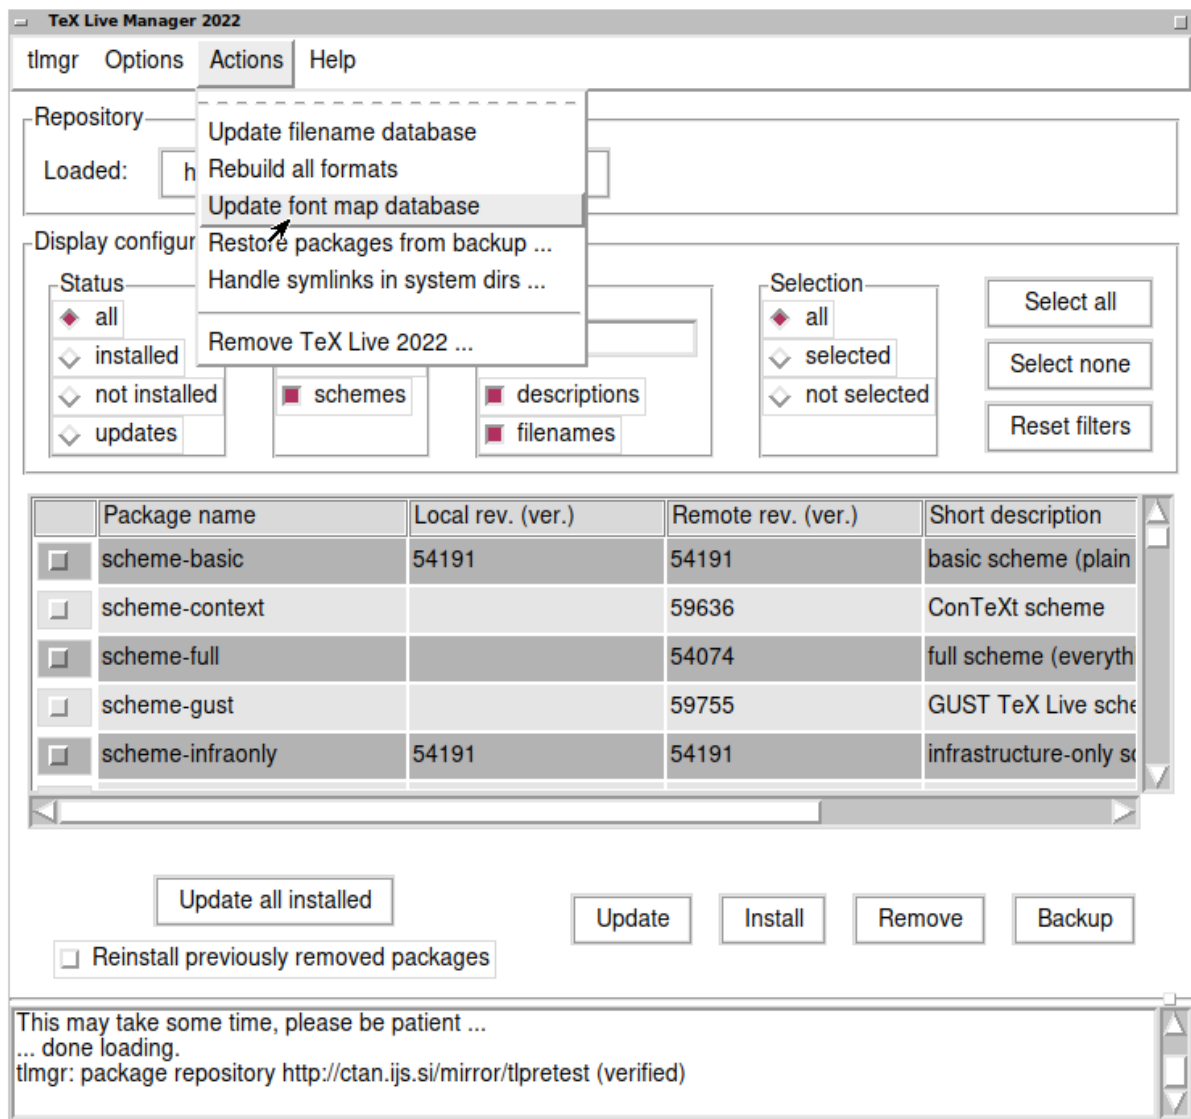 TeX Live Manager 2022
tlmgr Options Actions Help
Repository
Loaded: h
Update filename database
Rebuild all formats
Update font map database
Restore packages from backup ...
Handle symlinks in system dirs ...
Remove TeX Live 2022 ...
Display configur
Status
all
installed
not installed
updates
schemes
descriptions
filenames
Selection
all
selected
not selected
Select all
Select none
Reset filters
Package name Local rev. (ver.) Remote rev. (ver.) Short description
scheme-basic 54191 54191 basic scheme (plain
scheme-context 59636 ConTeXt scheme
scheme-full 54074 full scheme (everyth
scheme-gust 59755 GUST TeX Live sche
scheme-infraonly 54191 54191 infrastructure-only sc
Update all installed
Reinstall previously removed packages
Update Install Remove Backup
This may take some time, please be patient ...
... done loading.
tlmgr: package repository http://ctan.ijs.si/mirror/tlpretest (verified)